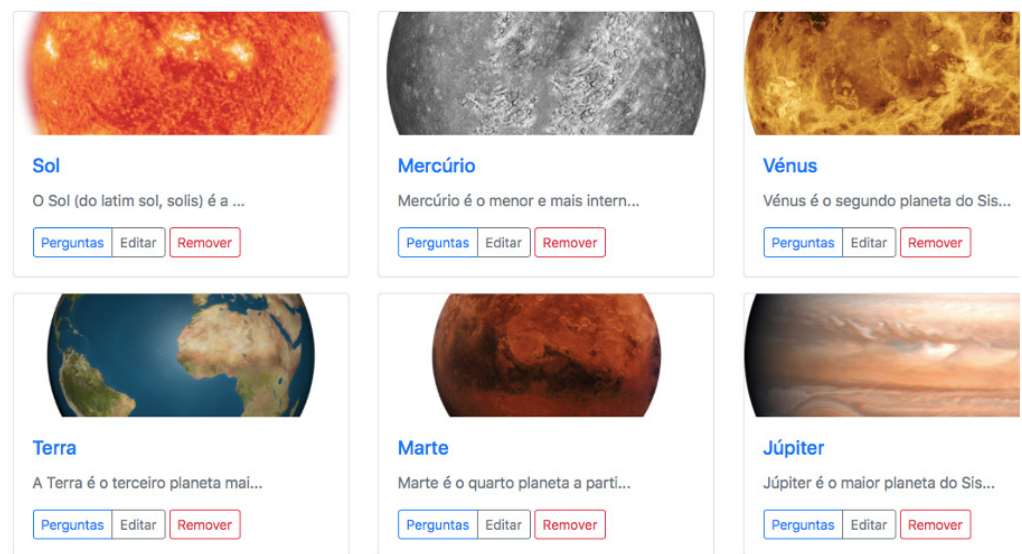 Sol
O Sol (do latim sol, solis) é a ...
Perguntas Editar Remover
Mercúrio
Mercúrio é o menor e mais intern...
Perguntas Editar Remover
Vénus
Vénus é o segundo planeta do Sis...
Perguntas Editar Remover
Terra
A Terra é o terceiro planeta mai...
Perguntas Editar Remover
Marte
Marte é o quarto planeta a parti...
Perguntas Editar Remover
Júpiter
Júpiter é o maior planeta do Sis...
Perguntas Editar Remover